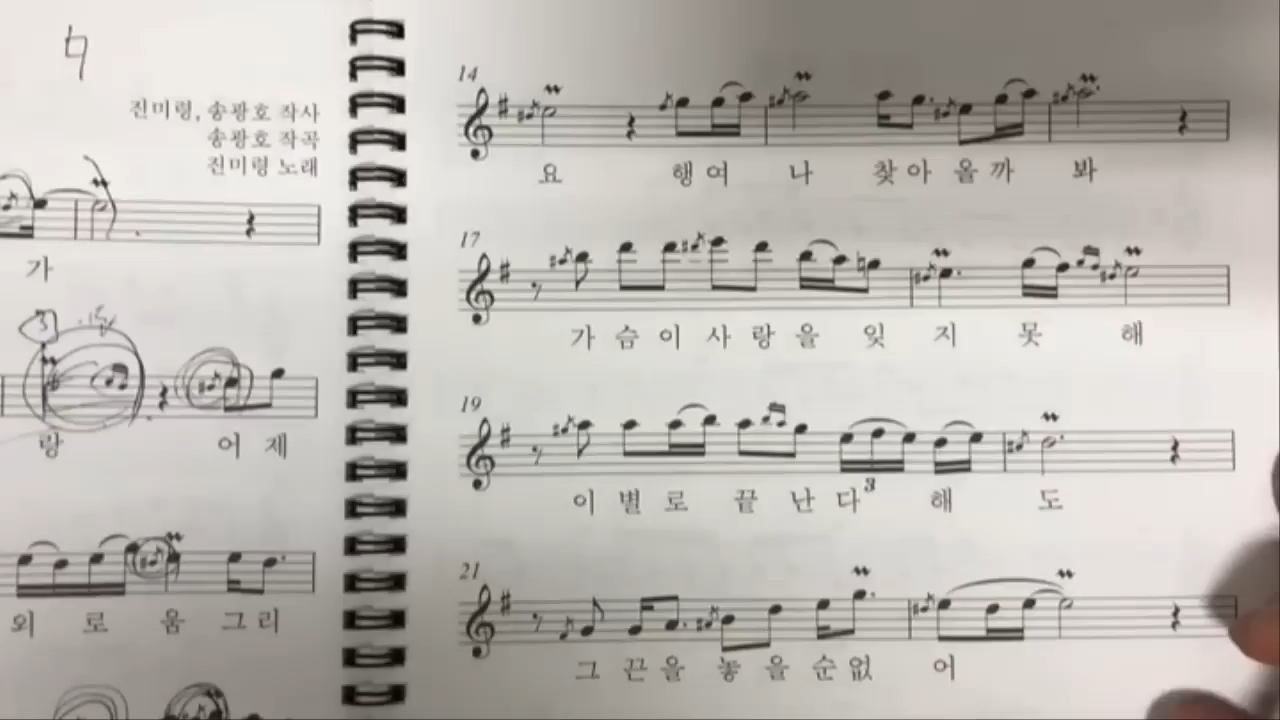 진미령, 송광호 작사
송광호 작곡
진미령 노래
가
3
랑 어 제
외 로 움 그 리
14
요 행 여 나 찾 아 올 까 봐
17
가 슴 이 사 랑 을 잊 지 못 해
19
3
이 별 로 끝 난 다 해 도
21
그 끈 을 놓 을 순 없 어